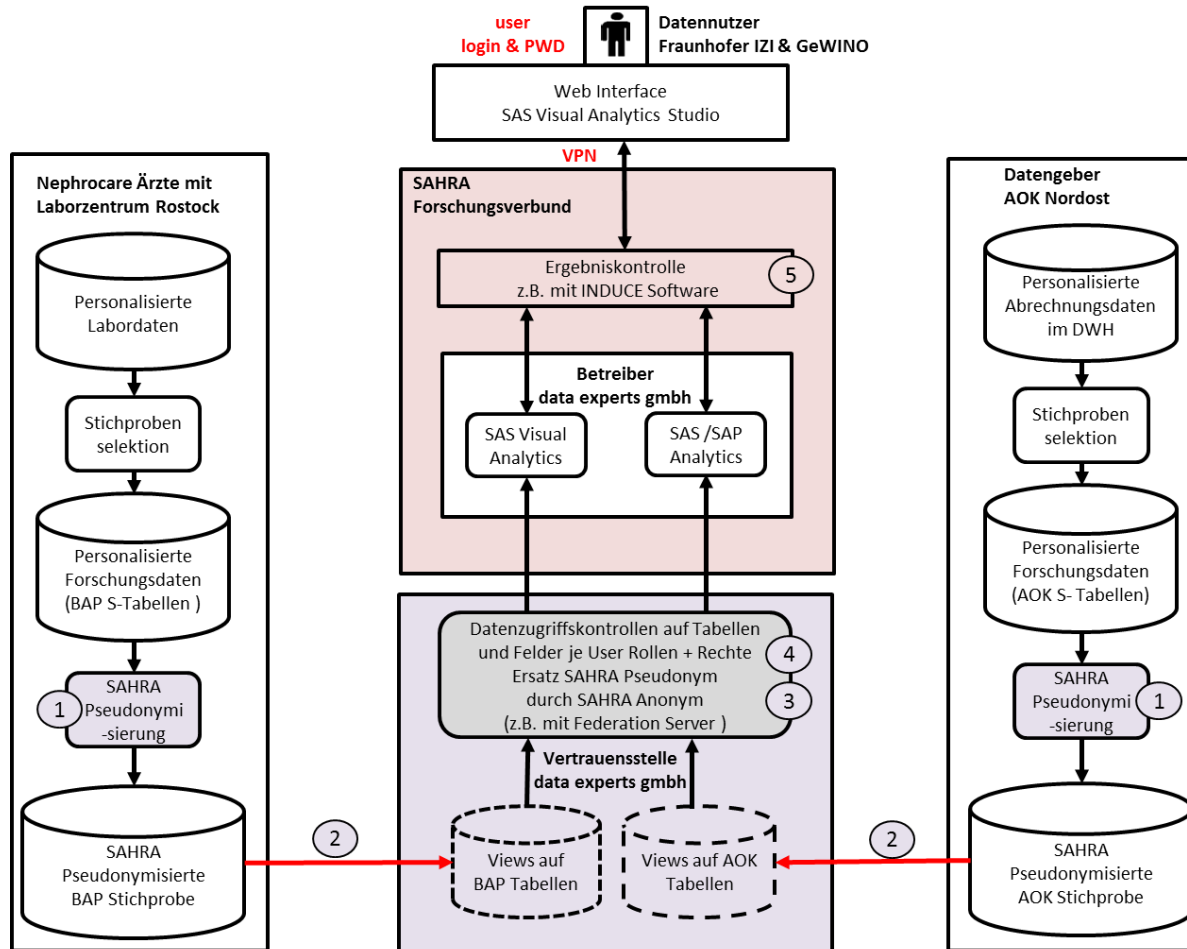 user
login & PWD
Datennutzer
Fraunhofer IZI & GeWINO
Web Interface
SAS Visual Analytics Studio
VPN
Nephrocare Ärzte mit
Laborzentrum Rostock
Personalisierte
Labordaten
Stichproben
selektion
Personalisierte
Forschungsdaten
(BAP S-Tabellen )
1
SAHRA
Pseudonymi
-sierung
SAHRA
Pseudonymisierte
BAP Stichprobe
2
SAHRA
Forschungsverbund
Ergebniskontrolle
z.B. mit INDUCE Software
5
Betreiber
data experts gmbh
SAS Visual
Analytics
SAS /SAP
Analytics
Datenzugriffskontrollen auf Tabellen
und Felder je User Rollen + Rechte
Ersatz SAHRA Pseudonym
durch SAHRA Anonym
(z.B. mit Federation Server )
4
3
Vertrauensstelle
data experts gmbh
Views auf
BAP Tabellen
Views auf AOK
Tabellen
2
Datengeber
AOK Nordost
Personalisierte
Abrechnungsdaten
im DWH
Stichproben
selektion
Personalisierte
Forschungsdaten
(AOK S- Tabellen)
SAHRA
Pseudonymi
-sierung
1
SAHRA
Pseudonymisierte
AOK Stichprobe